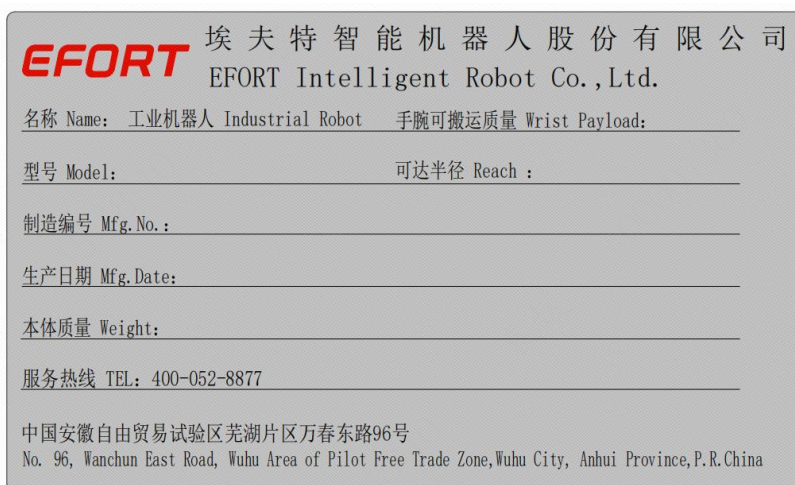 EFORT 埃夫特智能机器人股份有限公司
EFORT Intelligent Robot Co.,Ltd.
名称 Name: 工业机器人 Industrial Robot 手腕可搬运质量 Wrist Payload:
型号 Model: 可达半径 Reach :
制造编号 Mfg.No.:
生产日期 Mfg.Date:
本体质量 Weight:
服务热线 TEL: 400-052-8877
中国安徽自由贸易试验区芜湖片区万春东路96号
No. 96, Wanchun East Road, Wuhu Area of Pilot Free Trade Zone,Wuhu City, Anhui Province,P.R.China